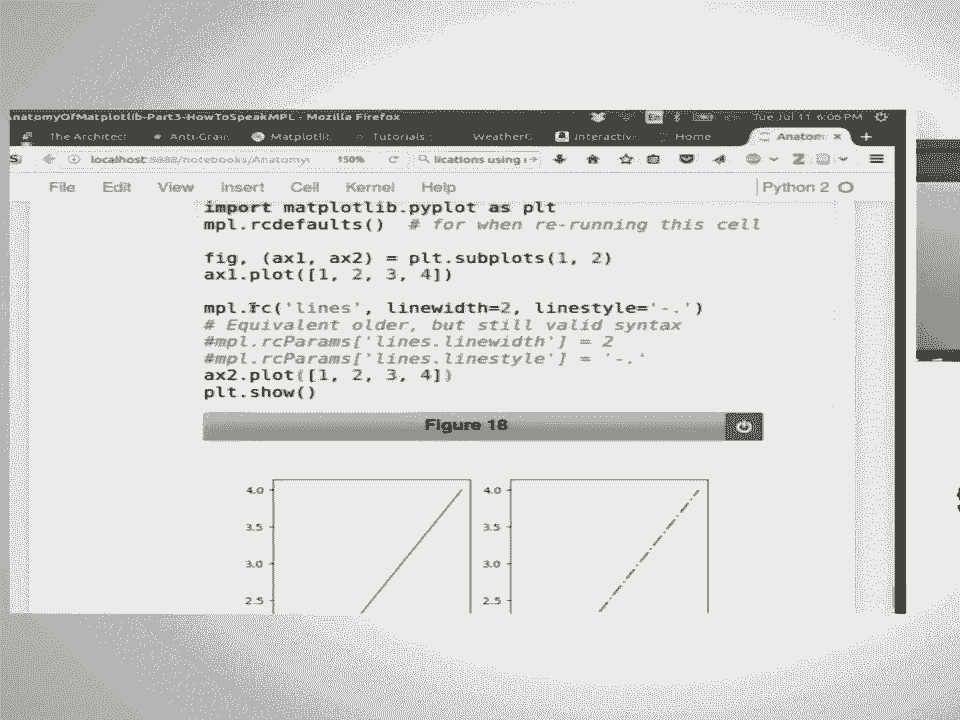 AnatomyOfMatplotlib-Part3-HowToSpeakMPL - Mozilla Firefox
En Tue Jul 11 6:06 PM
The Architect Anti-Grain Matplotlib Tutorials WeatherC Interactive Home Anatom × +
localhost:8888/notebooks/Anatomy 150% lications using
File Edit View Insert Cell Kernel Help Python 2
import matplotlib.pyplot as plt
mpl.rcdefaults() # for when re-running this cell
fig, (ax1, ax2) = plt.subplots(1, 2)
ax1.plot([1, 2, 3, 4])
mpl.rc('lines', linewidth=2, linestyle='-.')
# Equivalent older, but still valid syntax
#mpl.rcParams['lines.linewidth'] = 2
#mpl.rcParams['lines.linestyle'] = '-.'
ax2.plot([1, 2, 3, 4])
plt.show()
Figure 18
4.0 4.0
3.5 3.5
3.0 3.0
2.5 2.5